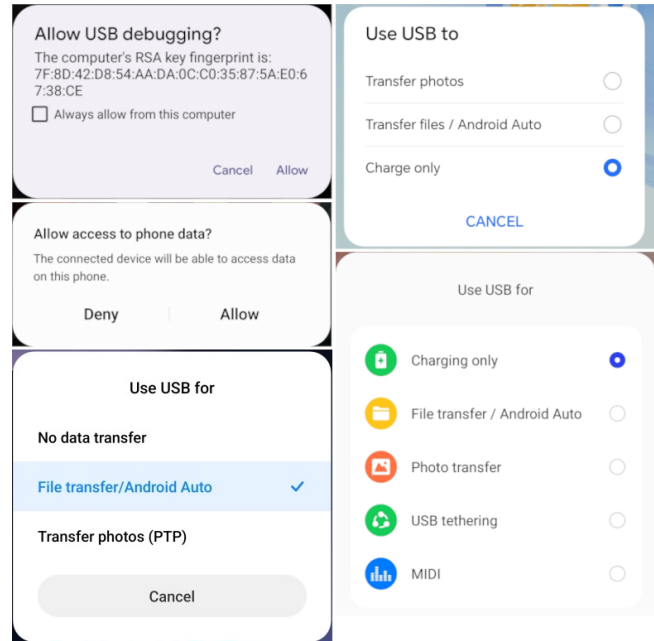 Allow USB debugging?
The computer's RSA key fingerprint is:
7F:8D:42:D8:54:AA:DA:0C:C0:35:87:5A:E0:6
7:38:CE
Always allow from this computer
Cancel Allow
Allow access to phone data?
The connected device will be able to access data
on this phone.
Deny Allow
Use USB for
No data transfer
File transfer/Android Auto
Transfer photos (PTP)
Cancel
Use USB to
Transfer photos
Transfer files / Android Auto
Charge only
CANCEL
Use USB for
Charging only
File transfer / Android Auto
Photo transfer
USB tethering
MIDI